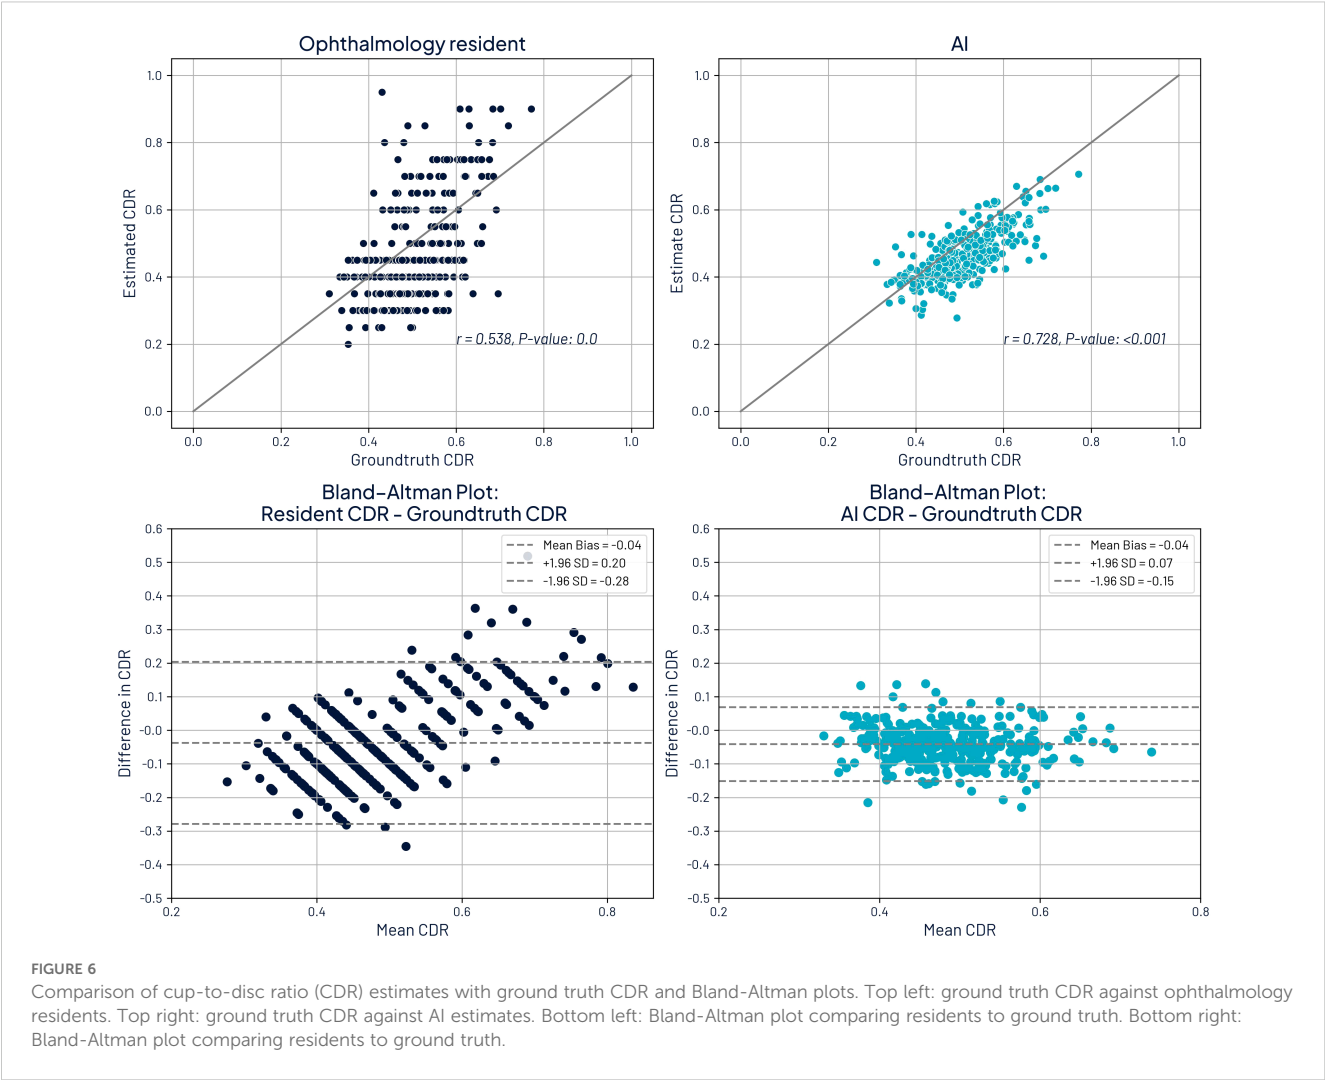 Ophthalmology resident
1.0
0.8
0.6
0.4
0.2
0.0
Estimated CDR
r = 0.538, P-value: 0.0
0.0 0.2 0.4 0.6 0.8 1.0
Groundtruth CDR
AI
1.0
0.8
0.6
0.4
0.2
0.0
Estimate CDR
r = 0.728, P-value: <0.001
0.0 0.2 0.4 0.6 0.8 1.0
Groundtruth CDR
Bland-Altman Plot:
Resident CDR - Groundtruth CDR
0.6
0.5
0.4
0.3
0.2
0.1
-0.0
-0.1
-0.2
-0.3
-0.4
-0.5
Difference in CDR
Mean Bias = -0.04
+1.96 SD = 0.20
-1.96 SD = -0.28
0.2 0.4 0.6 0.8
Mean CDR
Bland-Altman Plot:
AI CDR - Groundtruth CDR
0.6
0.5
0.4
0.3
0.2
0.1
-0.0
-0.1
-0.2
-0.3
-0.4
-0.5
Difference in CDR
Mean Bias = -0.04
+1.96 SD = 0.07
-1.96 SD = -0.15
0.2 0.4 0.6 0.8
Mean CDR
FIGURE 6
Comparison of cup-to-disc ratio (CDR) estimates with ground truth CDR and Bland-Altman plots. Top left: ground truth CDR against ophthalmology
residents. Top right: ground truth CDR against AI estimates. Bottom left: Bland-Altman plot comparing residents to ground truth. Bottom right:
Bland-Altman plot comparing residents to ground truth.